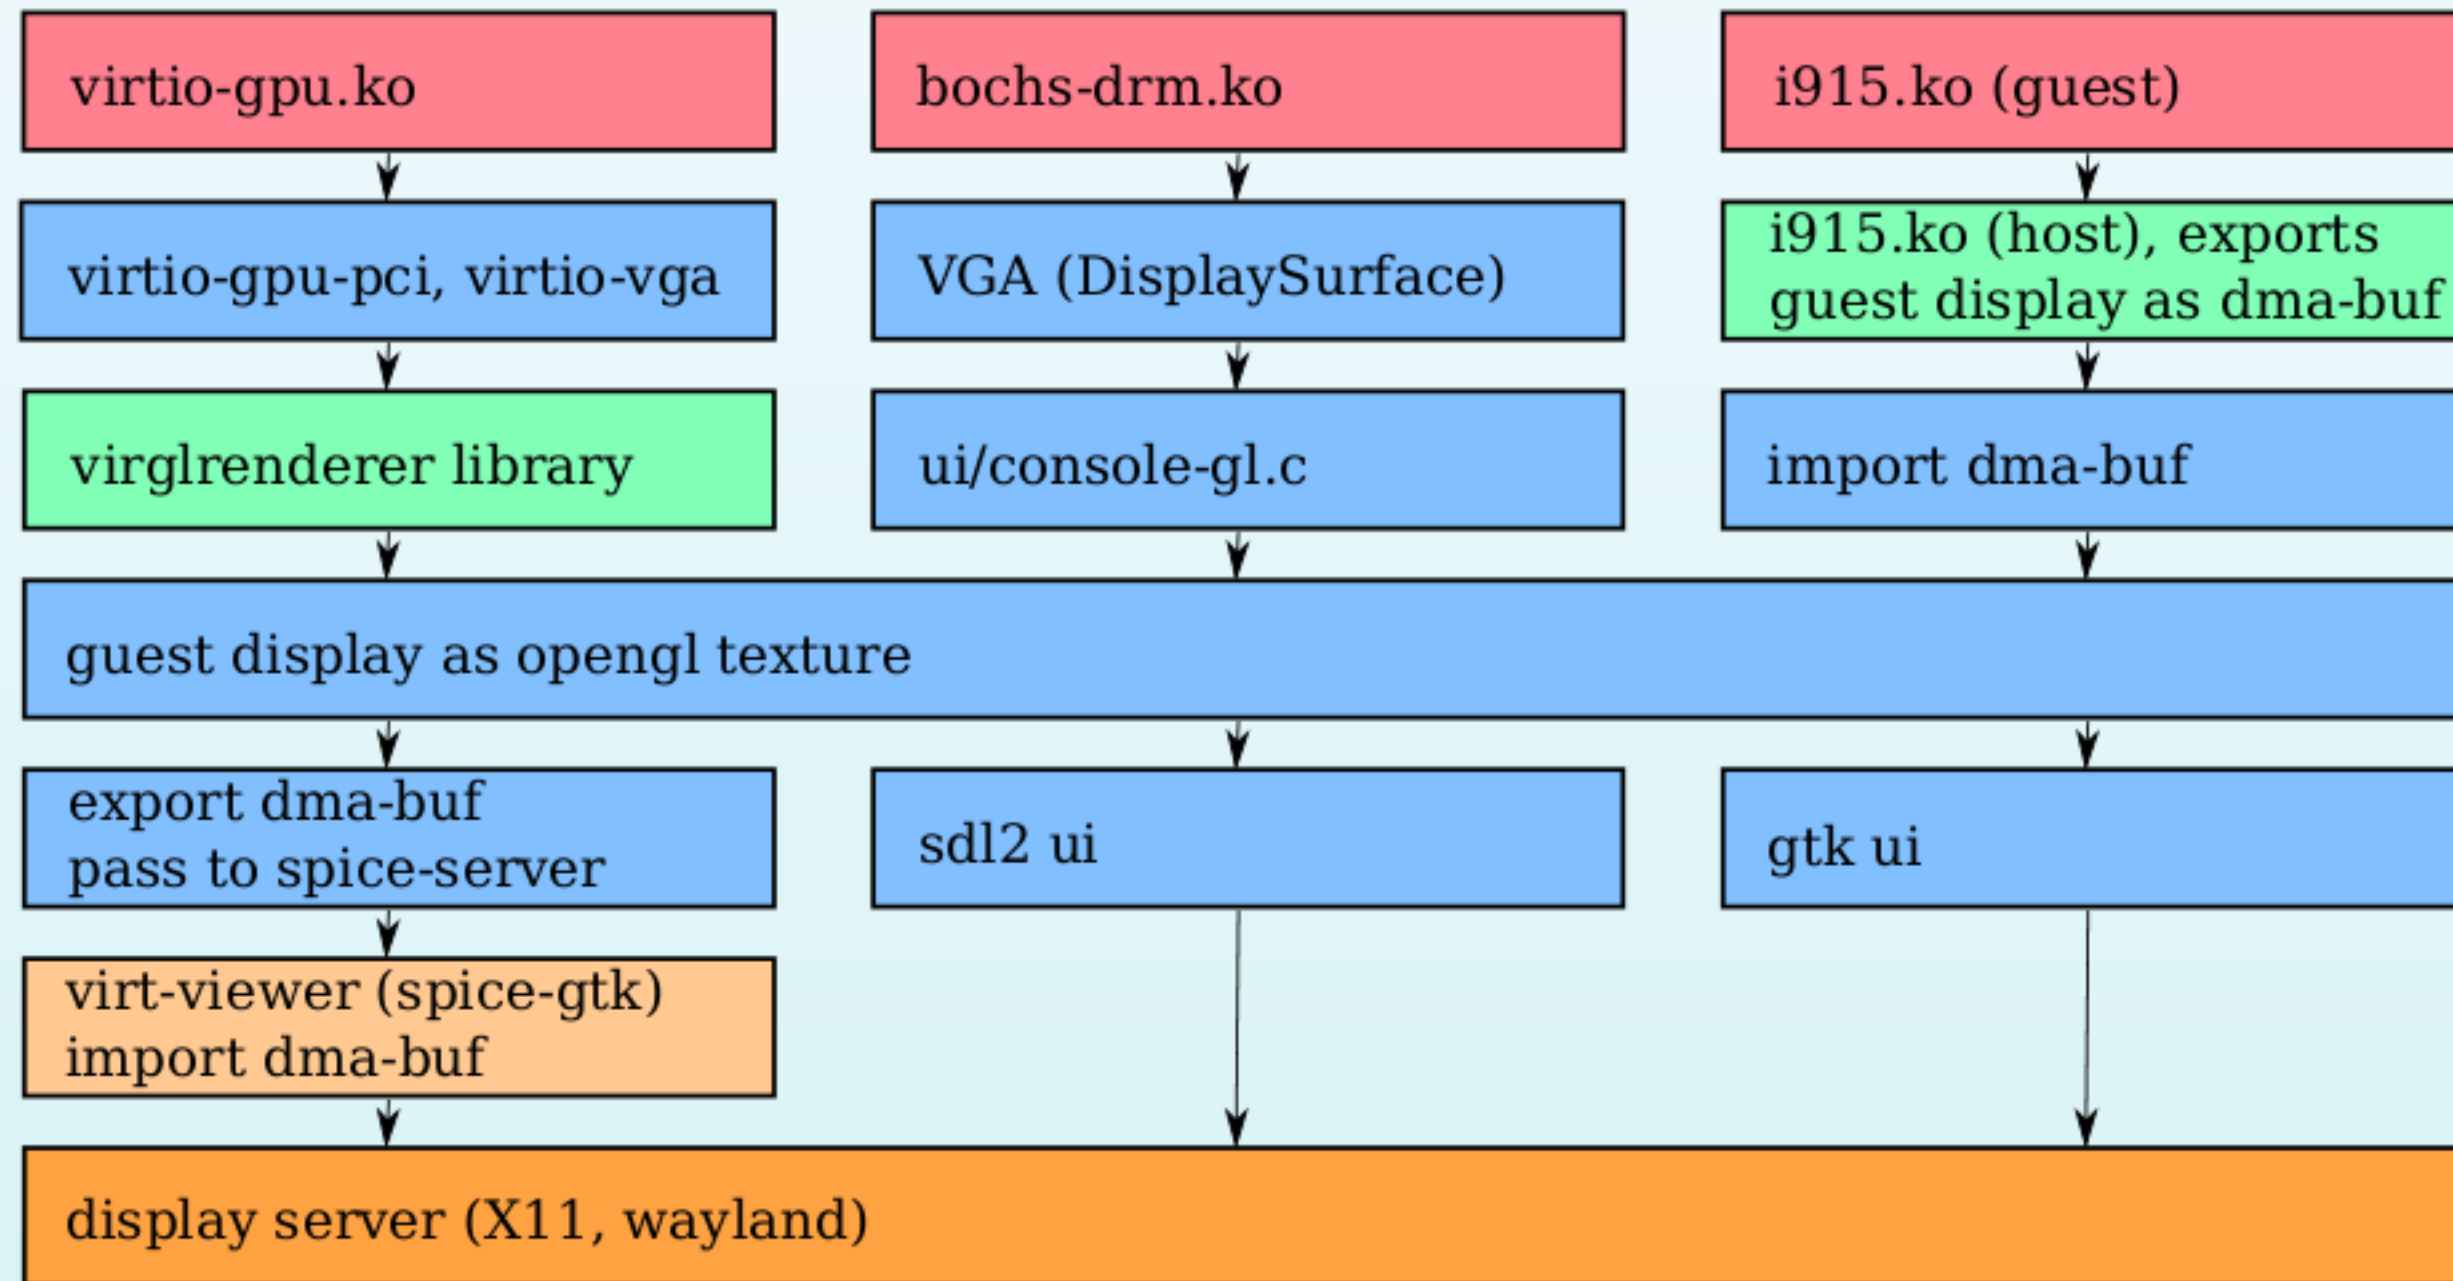 virtio-gpu.ko
bochs-drm.ko
i915.ko (guest)
virtio-gpu-pci, virtio-vga
VGA (DisplaySurface)
i915.ko (host), exports
guest display as dma-buf
virglrenderer library
ui/console-gl.c
import dma-buf
guest display as opengl texture
export dma-buf
pass to spice-server
sdl2 ui
gtk ui
virt-viewer (spice-gtk)
import dma-buf
display server (X11, wayland)